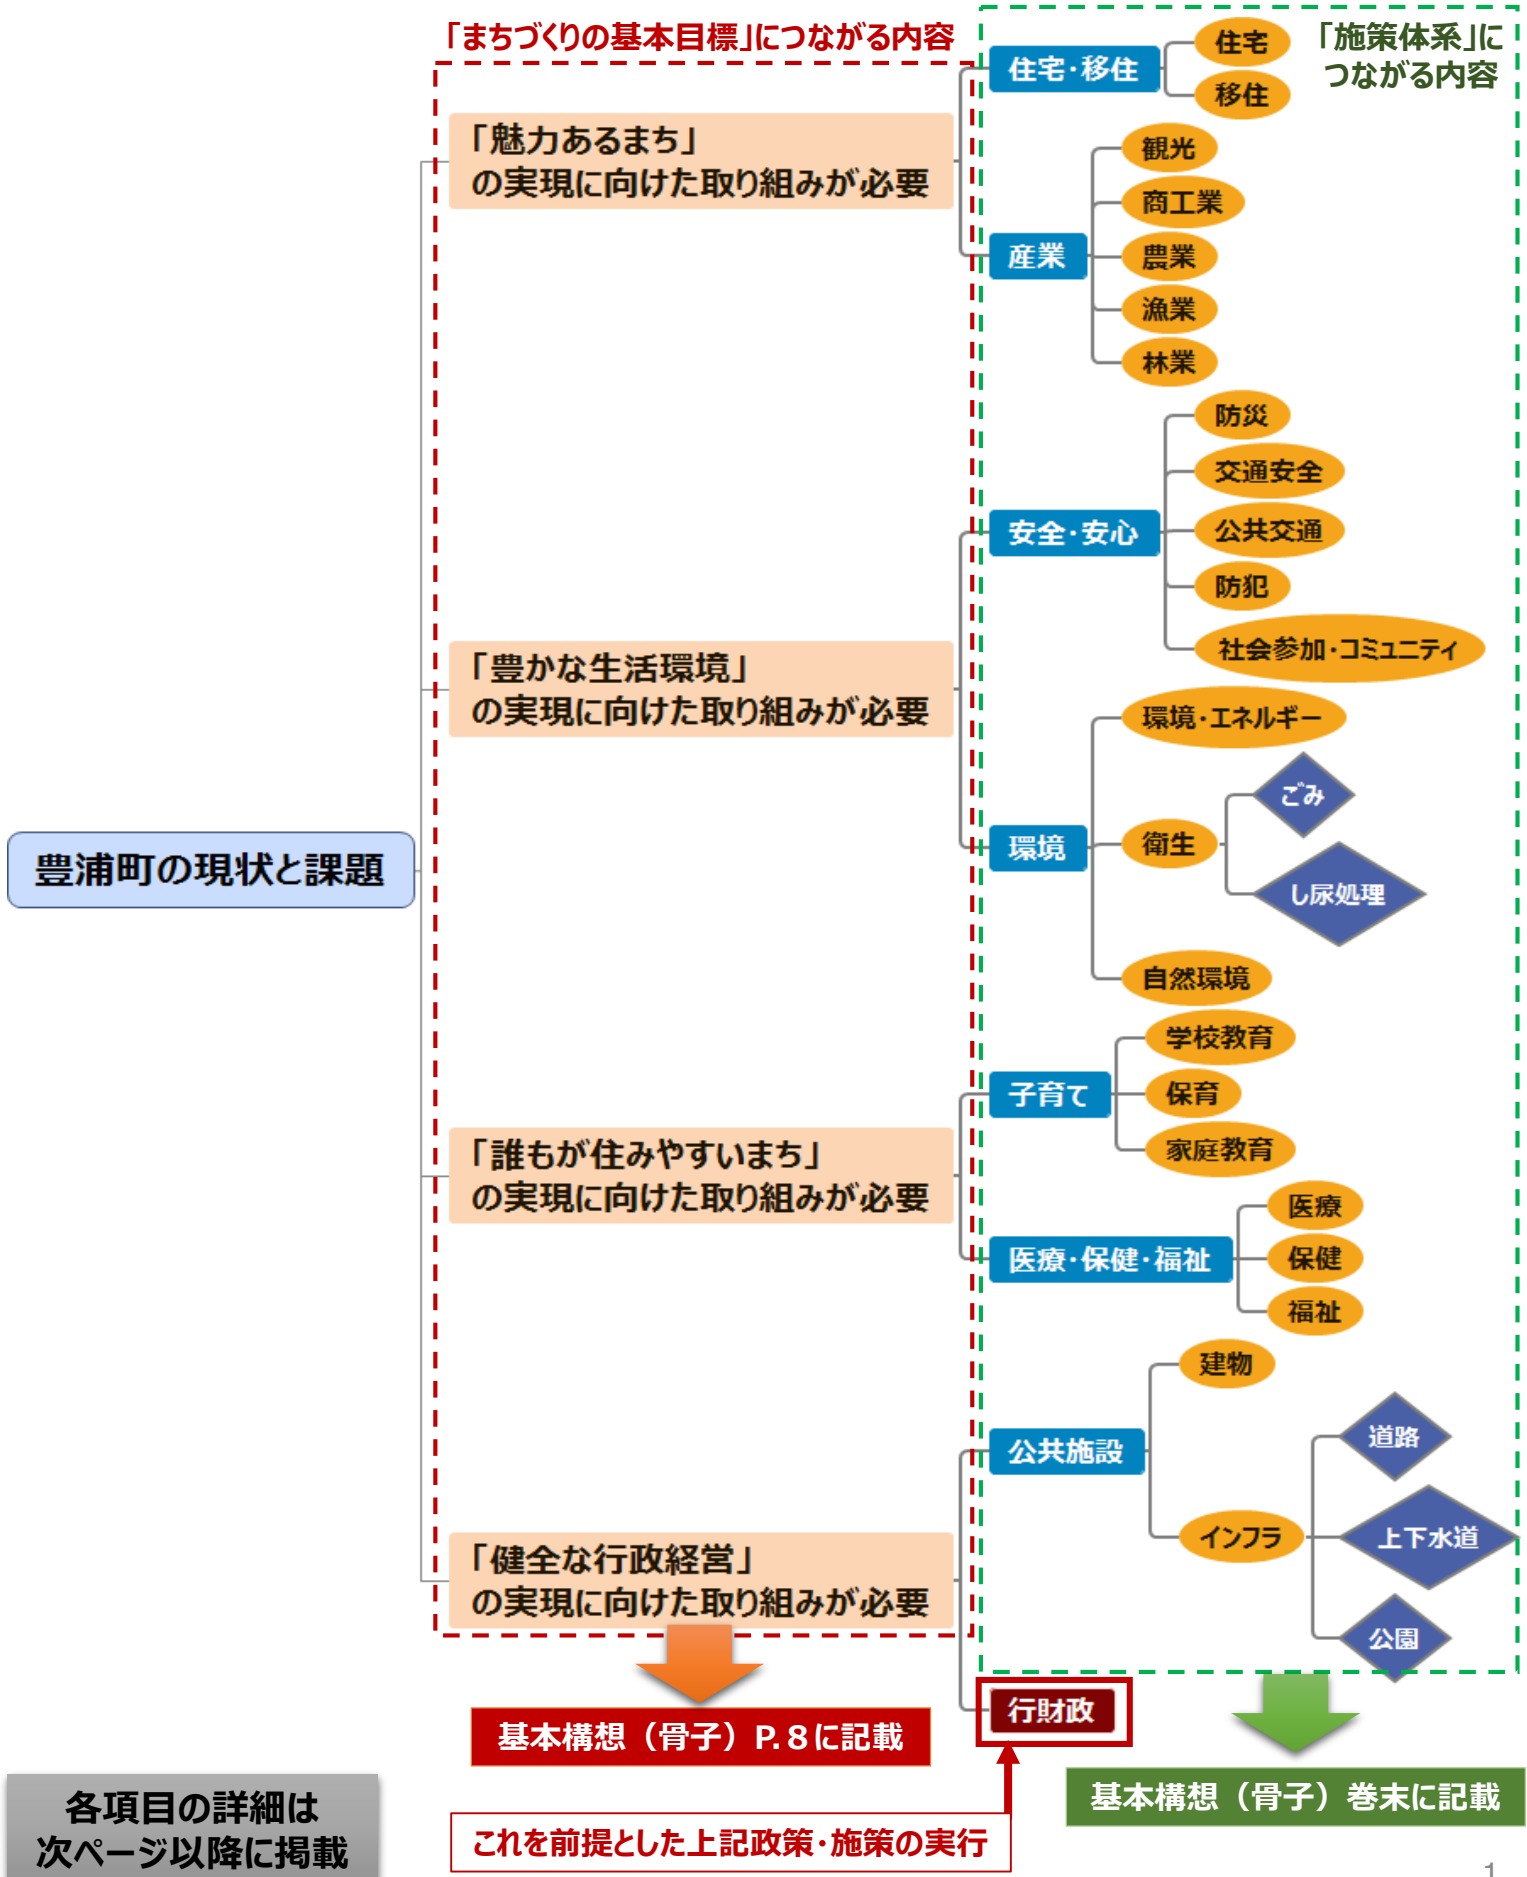 「まちづくりの基本目標」につながる内容
「施策体系」に
つながる内容
豊浦町の現状と課題
「魅力あるまち」
の実現に向けた取り組みが必要
住宅・移住
住宅
移住
産業
観光
商工業
農業
漁業
林業
「豊かな生活環境」
の実現に向けた取り組みが必要
安全・安心
防災
交通安全
公共交通
防犯
社会参加・コミュニティ
環境
環境・エネルギー
衛生
ごみ
し尿処理
自然環境
「誰もが住みやすいまち」
の実現に向けた取り組みが必要
子育て
学校教育
保育
家庭教育
医療・保健・福祉
医療
保健
福祉
「健全な行政経営」
の実現に向けた取り組みが必要
公共施設
建物
インフラ
道路
上下水道
公園
行財政
基本構想（骨子）P.８に記載
基本構想（骨子）巻末に記載
これを前提とした上記政策・施策の実行
各項目の詳細は
次ページ以降に掲載
1